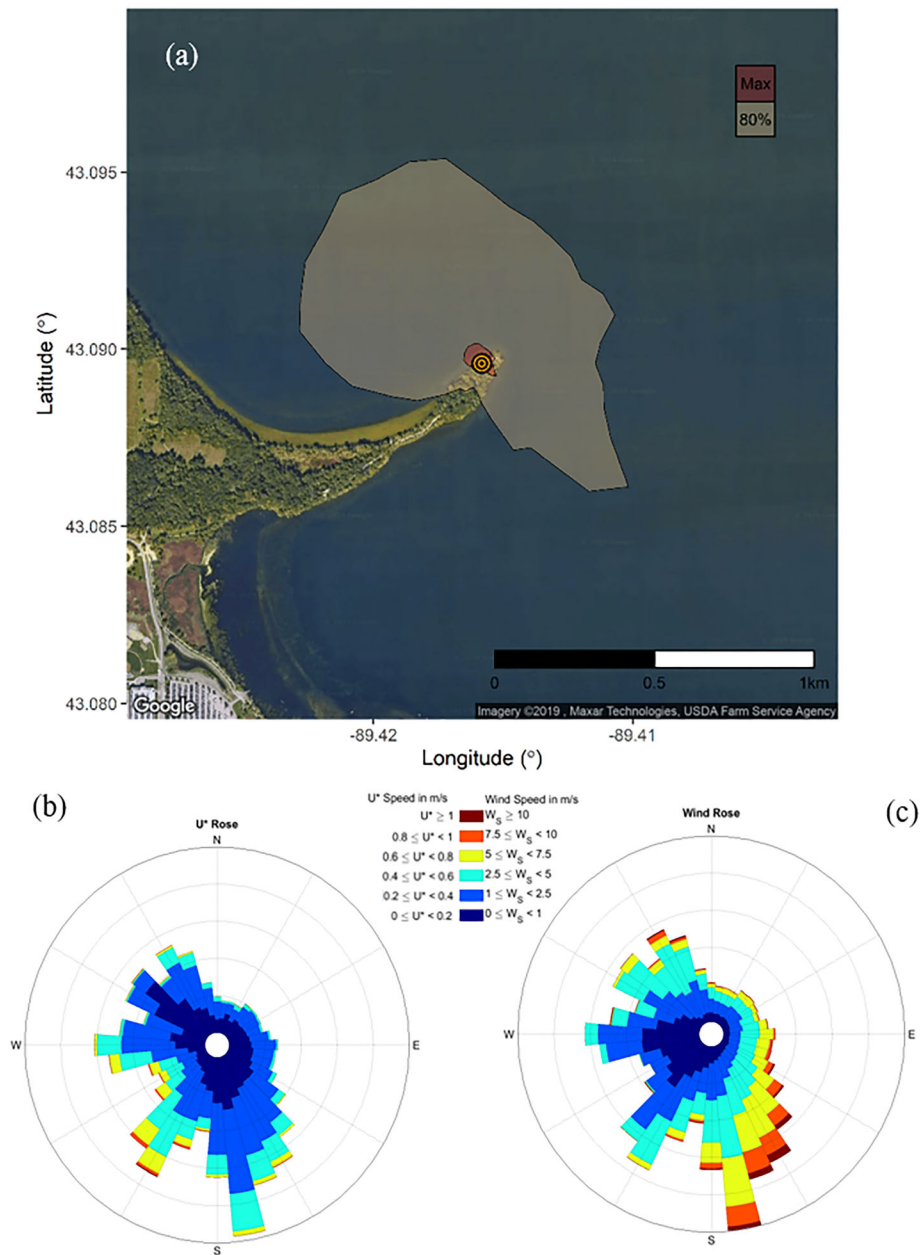 (a)
Max
80%
43.095
43.090
43.085
43.080
Latitude (°)
0
0.5
1km
Google
Imagery ©2019 , Maxar Technologies, USDA Farm Service Agency
-89.42
-89.41
Longitude (°)
(b)
(c)
U* Rose
N
W
E
S
U* Speed in m/s
Wind Speed in m/s
U* ≥ 1
W_S ≥ 10
0.8 ≤ U* < 1
7.5 ≤ W_S < 10
0.6 ≤ U* < 0.8
5 ≤ W_S < 7.5
0.4 ≤ U* < 0.6
2.5 ≤ W_S < 5
0.2 ≤ U* < 0.4
1 ≤ W_S < 2.5
0 ≤ U* < 0.2
0 ≤ W_S < 1
Wind Rose
N
W
E
S